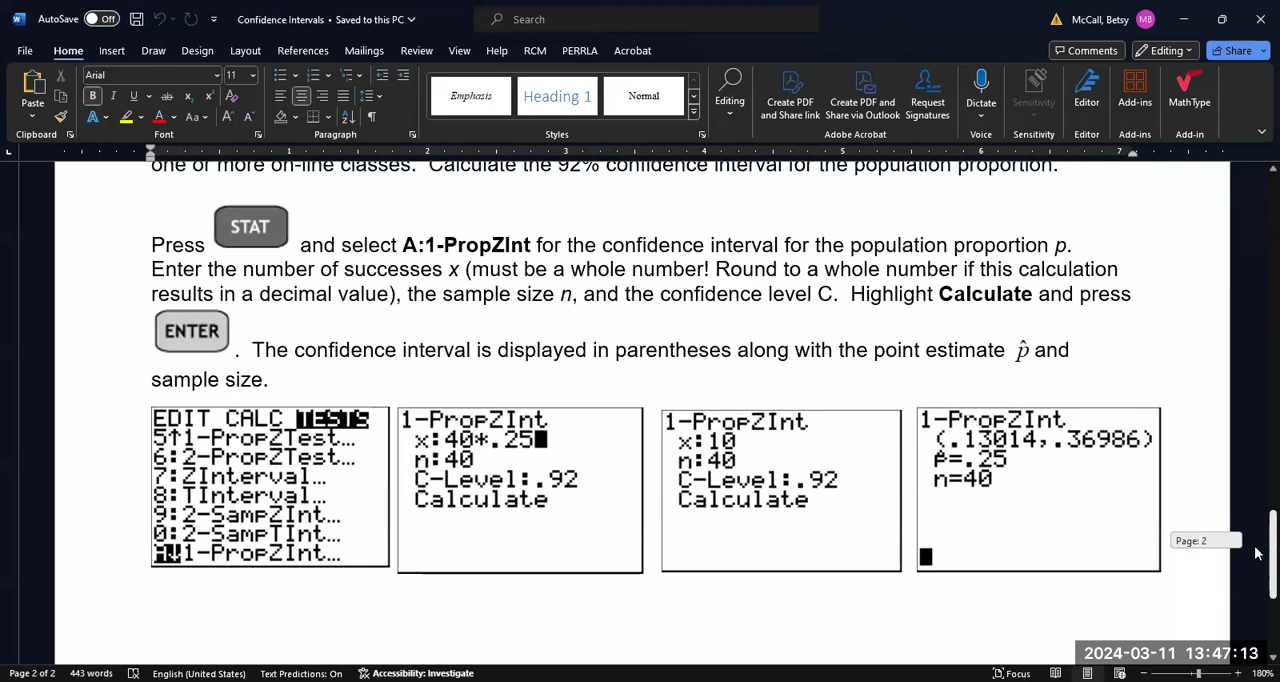 AutoSave Off Confidence Intervals • Saved to this PC Search McCall, Betsy MB
File Home Insert Draw Design Layout References Mailings Review View Help RCM PERRLA Acrobat Comments Editing Share
Paste
Clipboard
Arial 11
B I U ab x₂ x²
A A Aa A A
Font
Paragraph
Emphasis Heading 1 Normal
Styles
Editing
Create PDF and Share link
Create PDF and Share via Outlook
Request Signatures
Adobe Acrobat
Dictate
Voice
Sensitivity
Sensitivity
Editor
Editor
Add-ins
Add-ins
MathType
Add-in
1 2 3 4 5 6 7
one or more on-line classes. Calculate the 92% confidence interval for the population proportion.
Press STAT and select A:1-PropZInt for the confidence interval for the population proportion p.
Enter the number of successes x (must be a whole number! Round to a whole number if this calculation
results in a decimal value), the sample size n, and the confidence level C. Highlight Calculate and press
ENTER . The confidence interval is displayed in parentheses along with the point estimate p̂ and
sample size.
EDIT CALC TESTS
5↑1-PropZTest…
6:2-PropZTest…
7:ZInterval…
8:TInterval…
9:2-SampZInt…
0:2-SampTInt…
A↓1-PropZInt…
1-PropZInt
x:40*.25
n:40
C-Level:.92
Calculate
1-PropZInt
x:10
n:40
C-Level:.92
Calculate
1-PropZInt
(.13014,.36986)
p̂=.25
n=40
Page: 2
2024-03-11 13:47:13
Page 2 of 2 443 words English (United States) Text Predictions: On Accessibility: Investigate Focus 180%